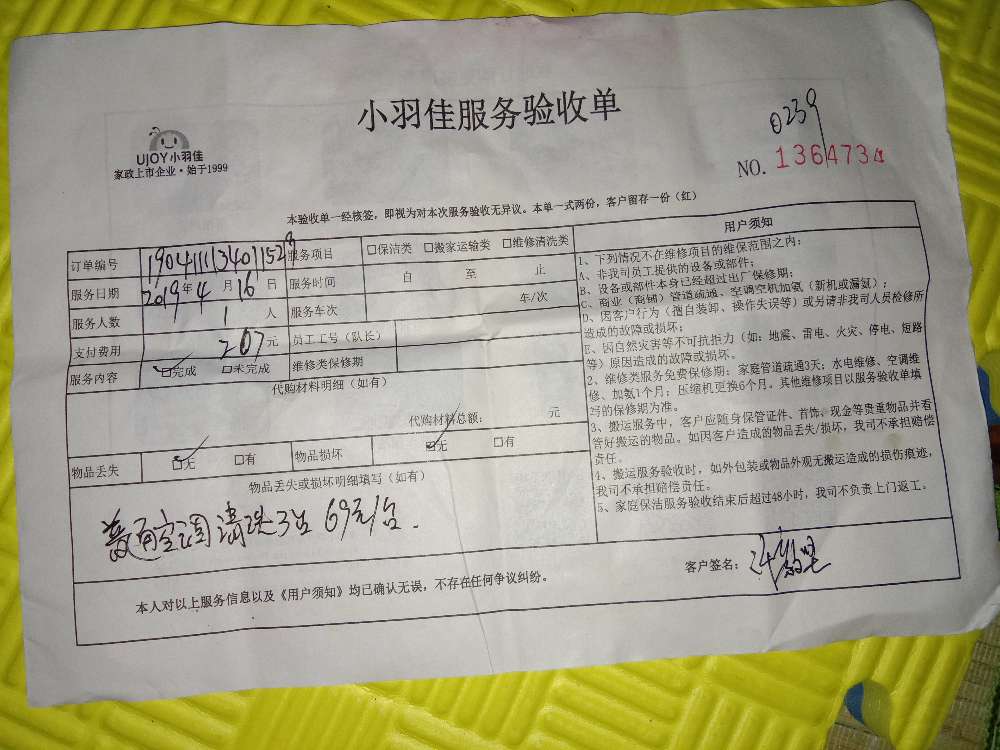 小羽佳服务验收单
UJOY小羽佳
家政上市企业·始于1999
0239
NO. 136473
本验收单一经核签，即视为对本次服务验收无异议。本单一式两份，客户留存一份（红）
订单编号 服务项目 □保洁类 □搬家运输类 □维修清洗类
服务日期 2019年4月16日 服务时间 自 至 止
服务人数 1人 服务车次 年/次
支付费用 207元 员工工号（队长）
服务内容 ☑完成 □未完成 维修类保修期
代购材料明细（如有）
代购材料总额： 元
物品丢失 ☑无 □有 物品损坏 ☑无 □有
物品丢失或损坏明细填写（如有）
普通空调清洗3台 69元/台.
客户签名：
本人对以上服务信息以及《用户须知》均已确认无误，不存在任何争议纠纷。
用户须知
1、下列情况不在维修项目的维保范围之内：
A、非我司员工提供的设备或部件；
B、设备或部件本身已经超过出厂保修期；
C、商业（商铺）管道疏通、空调空机加氨（新机或漏氨）；
D、因客户行为（擅自装卸、操作失误等）或另请非我司人员检修所
造成的故障或损坏；
E、因自然灾害等不可抗拒力（如：地震、雷电、火灾、停电、短路
等）原因造成的故障或损坏。
2、维修类服务免费保修期：家庭管道疏通3天；水电维修、空调维
修、加氨1个月；压缩机更换6个月。其他维修项目以服务验收单填
写的保修期为准。
3、搬运服务中，客户应随身保管证件、首饰、现金等贵重物品并看
管好搬运的物品。如因客户造成的物品丢失/损坏，我司不承担赔偿
责任。
4、搬运服务验收时，如外包装或物品外观无搬运造成的损伤痕迹，
我司不承担赔偿责任。
5、家庭保洁服务验收结束后超过48小时，我司不负责上门返工。